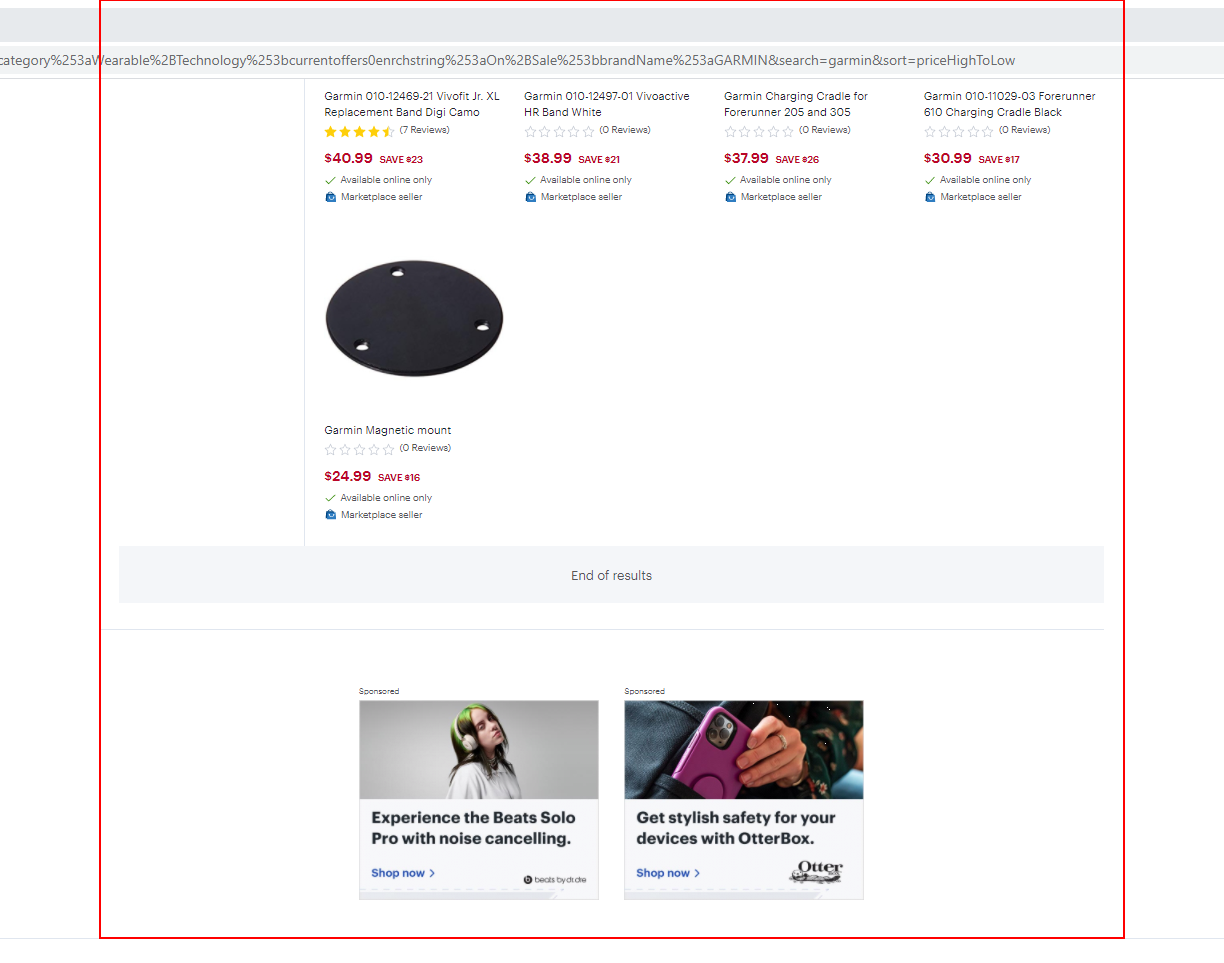 category%253aWearable%2BTechnology%253bcurrentoffers0enrchstring%253aOn%2BSale%253bbrandName%253aGARMIN&search=garmin&sort=priceHighToLow
Garmin 010-12469-21 Vivofit Jr. XL
Replacement Band Digi Camo
(7 Reviews)
$40.99 SAVE $23
Available online only
Marketplace seller
Garmin 010-12497-01 Vivoactive
HR Band White
(0 Reviews)
$38.99 SAVE $21
Available online only
Marketplace seller
Garmin Charging Cradle for
Forerunner 205 and 305
(0 Reviews)
$37.99 SAVE $26
Available online only
Marketplace seller
Garmin 010-11029-03 Forerunner
610 Charging Cradle Black
(0 Reviews)
$30.99 SAVE $17
Available online only
Marketplace seller
Garmin Magnetic mount
(0 Reviews)
$24.99 SAVE $16
Available online only
Marketplace seller
End of results
Sponsored
Experience the Beats Solo
Pro with noise cancelling.
Shop now >
beats by dr.dre
Sponsored
Get stylish safety for your
devices with OtterBox.
Shop now >
Otter